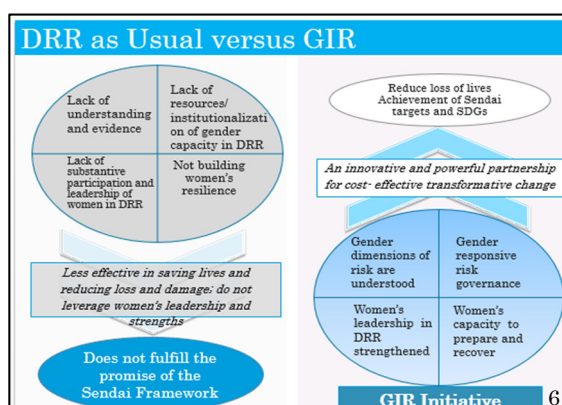 DRR as Usual versus GIR
Lack of
understanding
and evidence
Lack of
resources/
institutionalizati
on of gender
capacity in DRR
Lack of
substantive
participation and
leadership of
women in DRR
Not building
women's
resilience
Less effective in saving lives and
reducing loss and damage; do not
leverage women's leadership and
strengths
Does not fulfill the
promise of the
Sendai Framework
Reduce loss of lives
Achievement of Sendai
targets and SDGs
An innovative and powerful partnership
for cost- effective transformative change
Gender
dimensions of
risk are
understood
Gender
responsive
risk
governance
Women's
leadership in
DRR
strengthened
Women's
capacity to
prepare and
recover
GIR Initiative
6